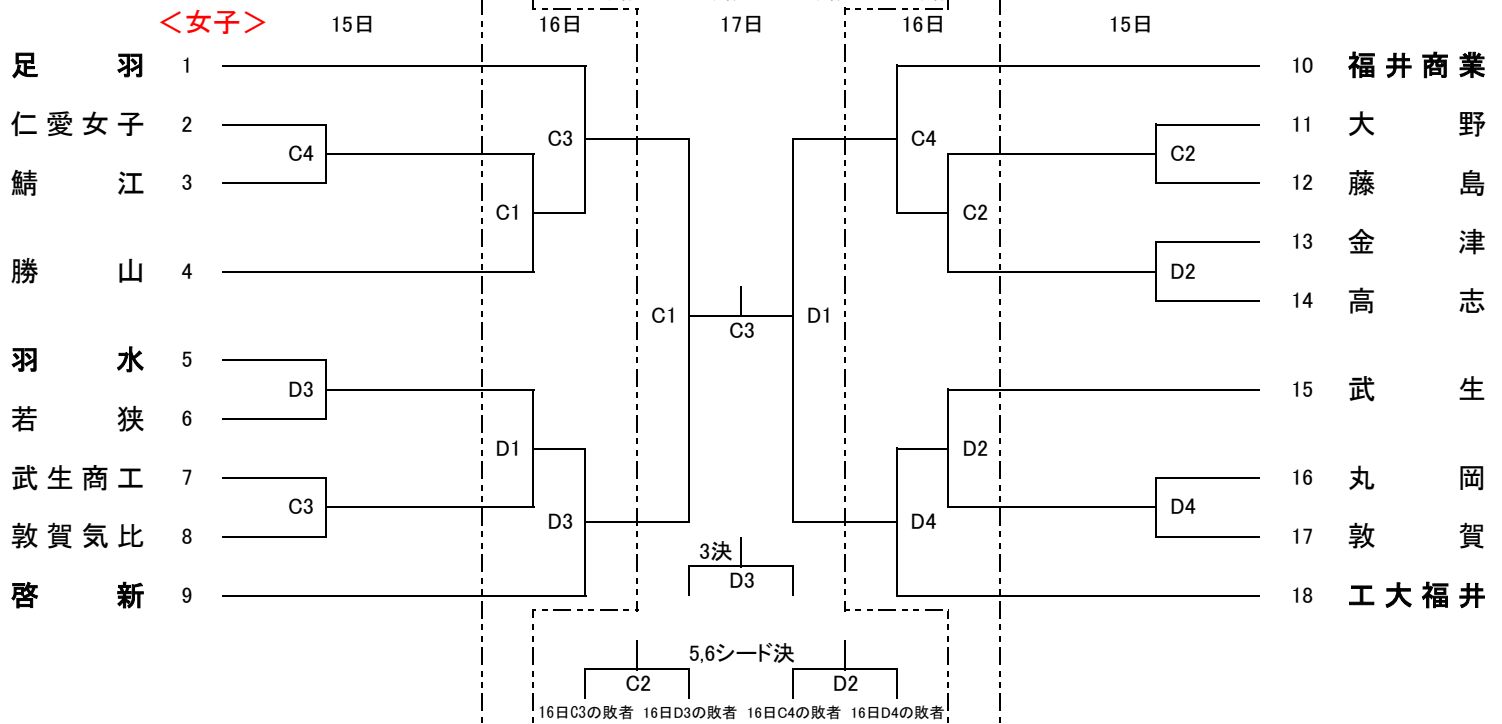 <女子> 15日 16日 17日 16日 15日
足羽 1 10 福井商業
仁愛女子 2 C3 C4 11 大野
C4 C2
鯖江 3 12 藤島
C1 C2 13 金津
勝山 4 D2
14 高志
C1 C3 D1
羽水 5
D3 15 武生
若狭 6
D1 D2
武生商工 7 16 丸岡
C3 D4
D3 D4
敦賀気比 8 17 敦賀
3決
D3
啓新 9 18 工大福井
5,6シード決
C2 D2
16日C3の敗者 16日D3の敗者 16日C4の敗者 16日D4の敗者